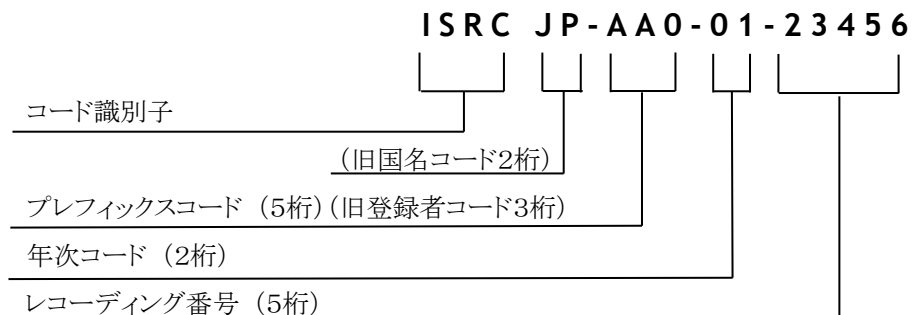 ISRC JP-AA0-01-23456
コード識別子
（旧国名コード2桁）
プレフィックスコード （5桁）（旧登録者コード3桁）
年次コード （2桁）
レコーディング番号 （5桁）